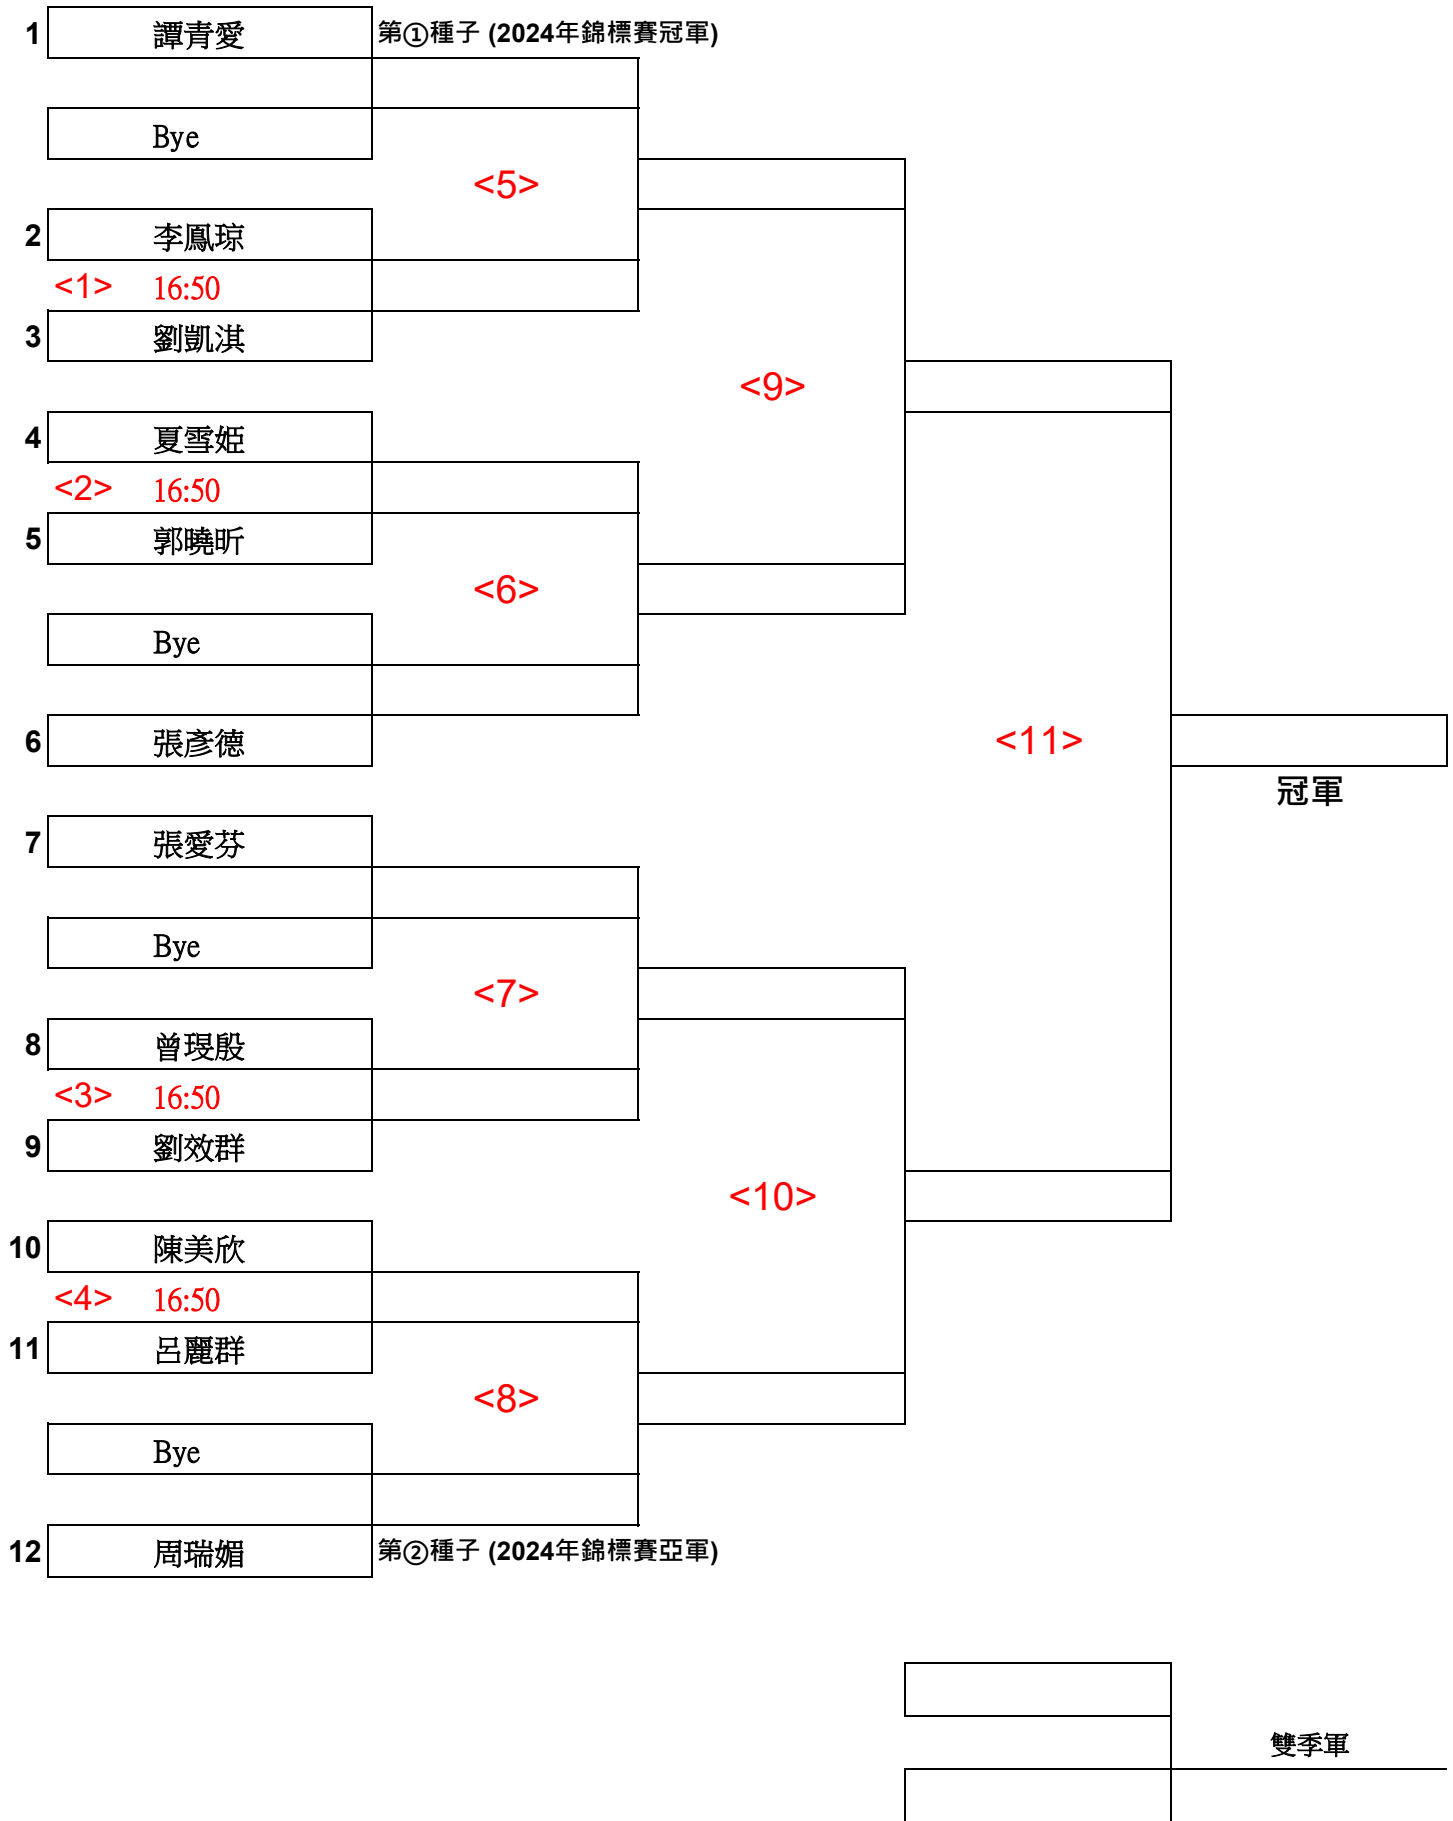 1 譚青愛 第①種子 (2024年錦標賽冠軍)
Bye
<5>
2 李鳳琼
<1> 16:50
3 劉凱淇
<9>
4 夏雪姫
<2> 16:50
5 郭曉昕
<6>
Bye
6 張彥德
<11>
冠軍
7 張愛芬
Bye
<7>
8 曾琝殷
<3> 16:50
9 劉效群
<10>
10 陳美欣
<4> 16:50
11 呂麗群
<8>
Bye
12 周瑞媚 第②種子 (2024年錦標賽亞軍)
雙季軍